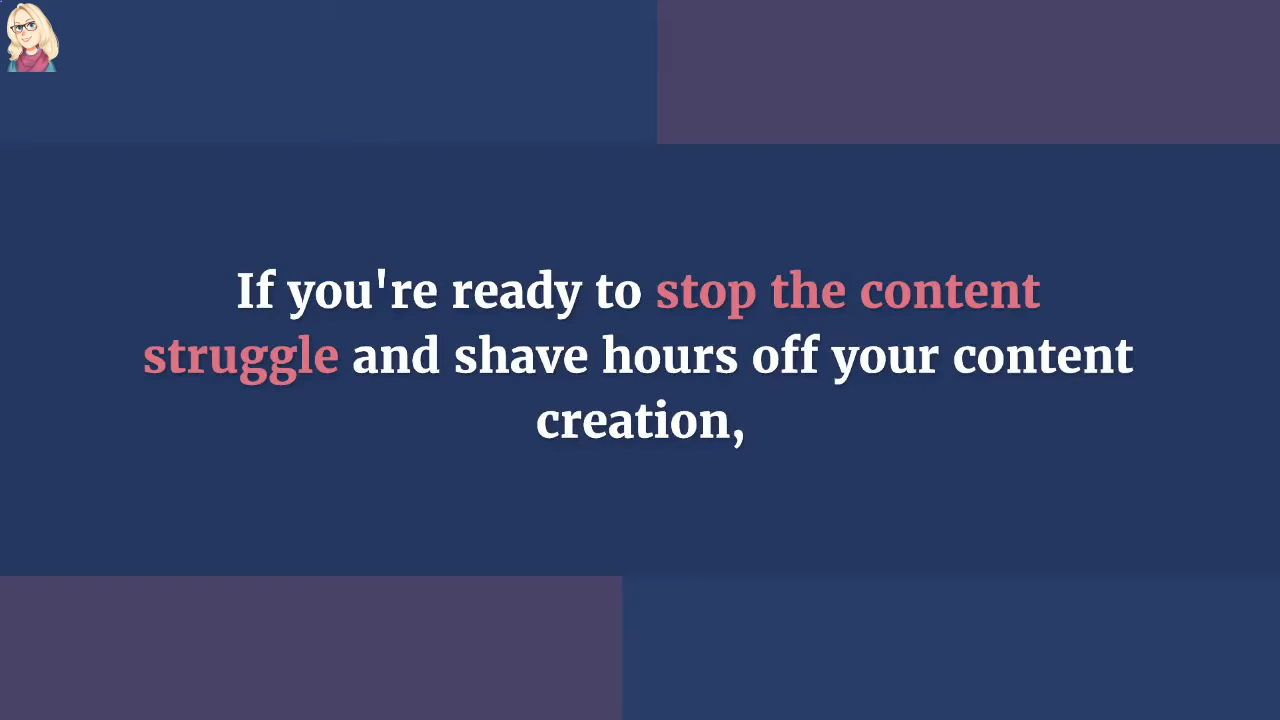 If you're ready to stop the content
struggle and shave hours off your content
creation,